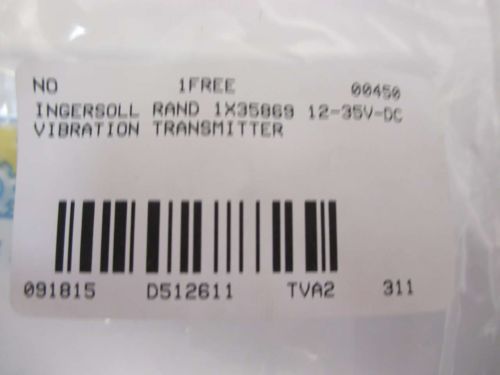 NO 1FREE 00450
INGERSOLL RAND 1X35869 12-35V-DC
VIBRATION TRANSMITTER
091815 D512611 TVA2 311